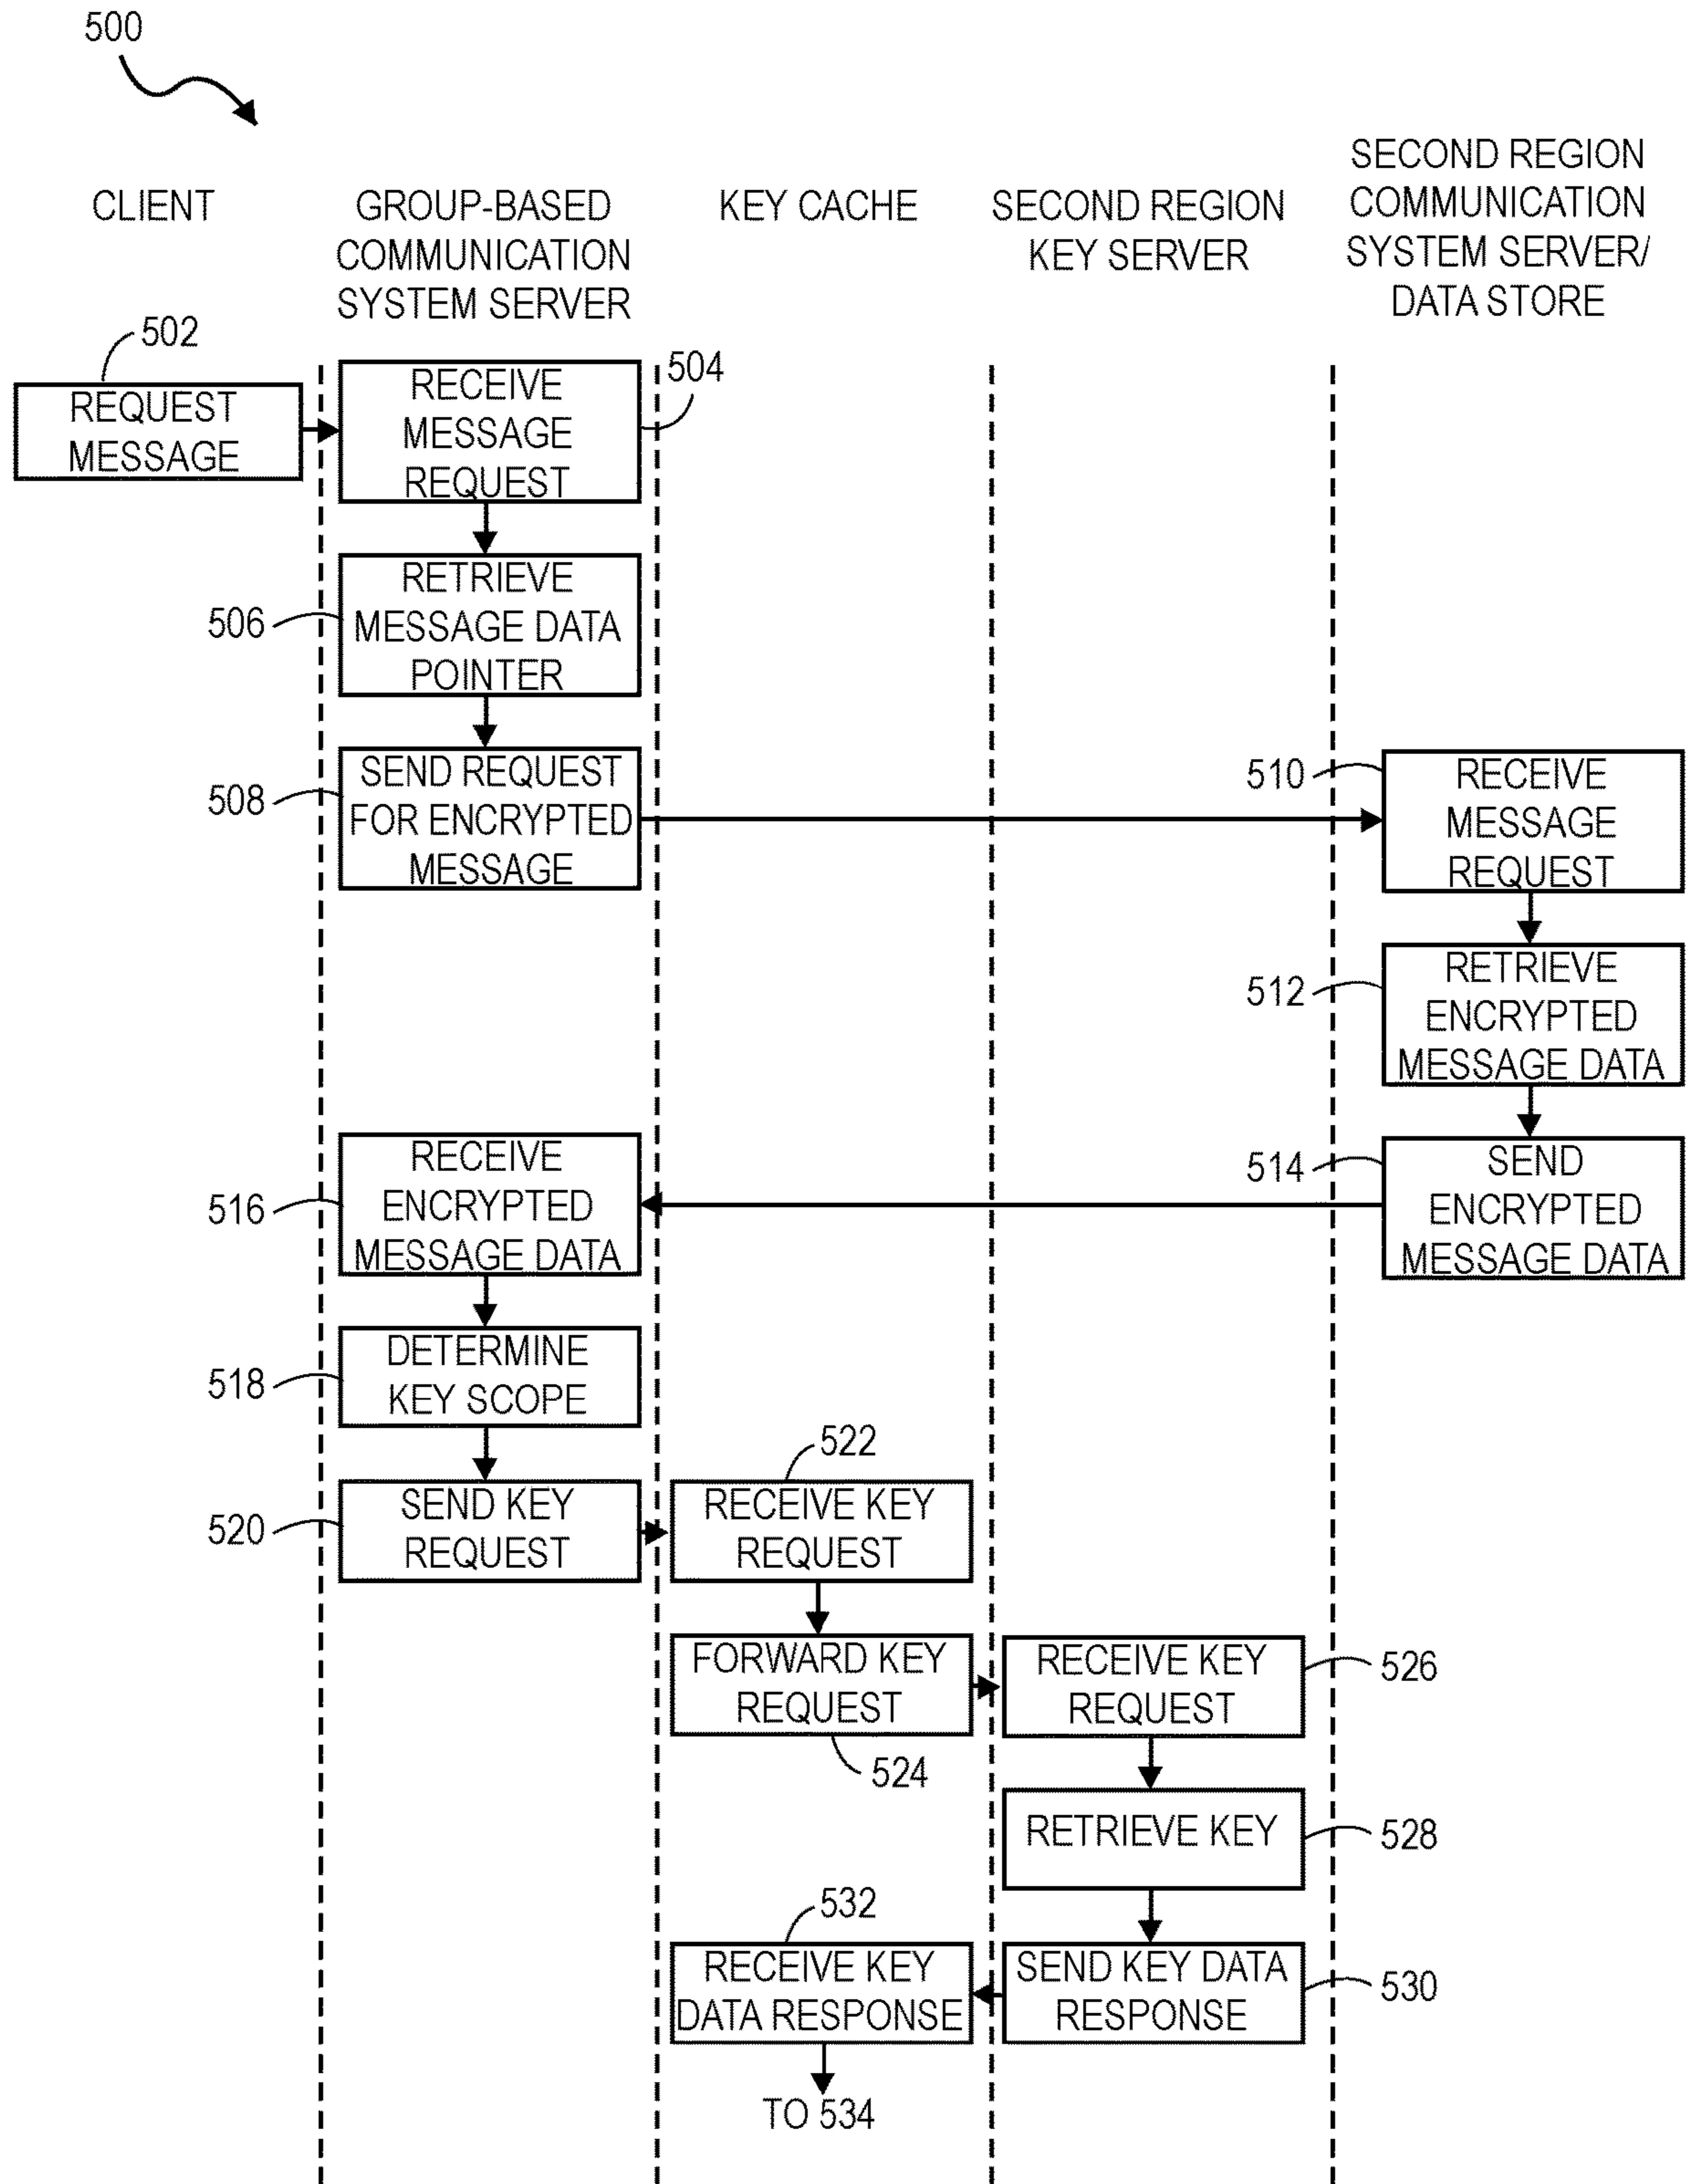 500
CLIENT
GROUP-BASED
COMMUNICATION
SYSTEM SERVER
KEY CACHE
SECOND REGION
KEY SERVER
SECOND REGION
COMMUNICATION
SYSTEM SERVER/
DATA STORE
502
REQUEST
MESSAGE
504
RECEIVE
MESSAGE
REQUEST
506
RETRIEVE
MESSAGE DATA
POINTER
508
SEND REQUEST
FOR ENCRYPTED
MESSAGE
510
RECEIVE
MESSAGE
REQUEST
512
RETRIEVE
ENCRYPTED
MESSAGE DATA
514
SEND
ENCRYPTED
MESSAGE DATA
516
RECEIVE
ENCRYPTED
MESSAGE DATA
518
DETERMINE
KEY SCOPE
520
SEND KEY
REQUEST
522
RECEIVE KEY
REQUEST
FORWARD KEY
REQUEST
524
RECEIVE KEY
REQUEST
526
RETRIEVE KEY
528
SEND KEY DATA
RESPONSE
530
532
RECEIVE KEY
DATA RESPONSE
TO 534